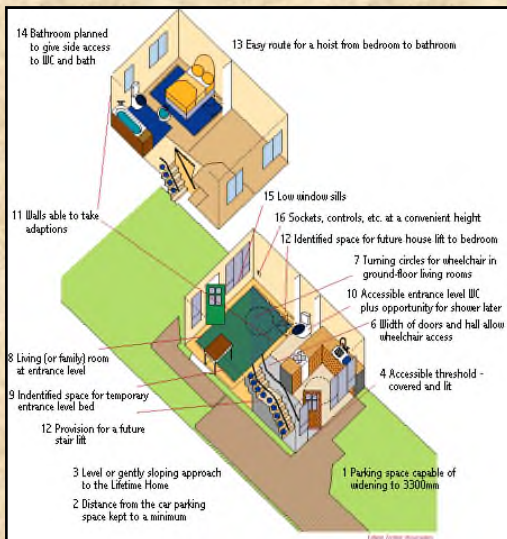 14 Bathroom planned
to give side access
to WC and bath
13 Easy route for a hoist from bedroom to bathroom
11 Walls able to take
adaptions
15 Low window sills
16 Sockets, controls, etc. at a convenient height
12 Identified space for future house lift to bedroom
7 Turning circles for wheelchair in
ground-floor living rooms
10 Accessible entrance level WC
plus opportunity for shower later
6 Width of doors and hall allow
wheelchair access
8 Living (or family) room
at entrance level
4 Accessible threshold -
covered and lit
9 Indentified space for temporary
entrance level bed
12 Provision for a future
stair lift
3 Level or gently sloping approach
to the Lifetime Home
2 Distance from the car parking
space kept to a minimum
1 Parking space capable of
widening to 3300mm